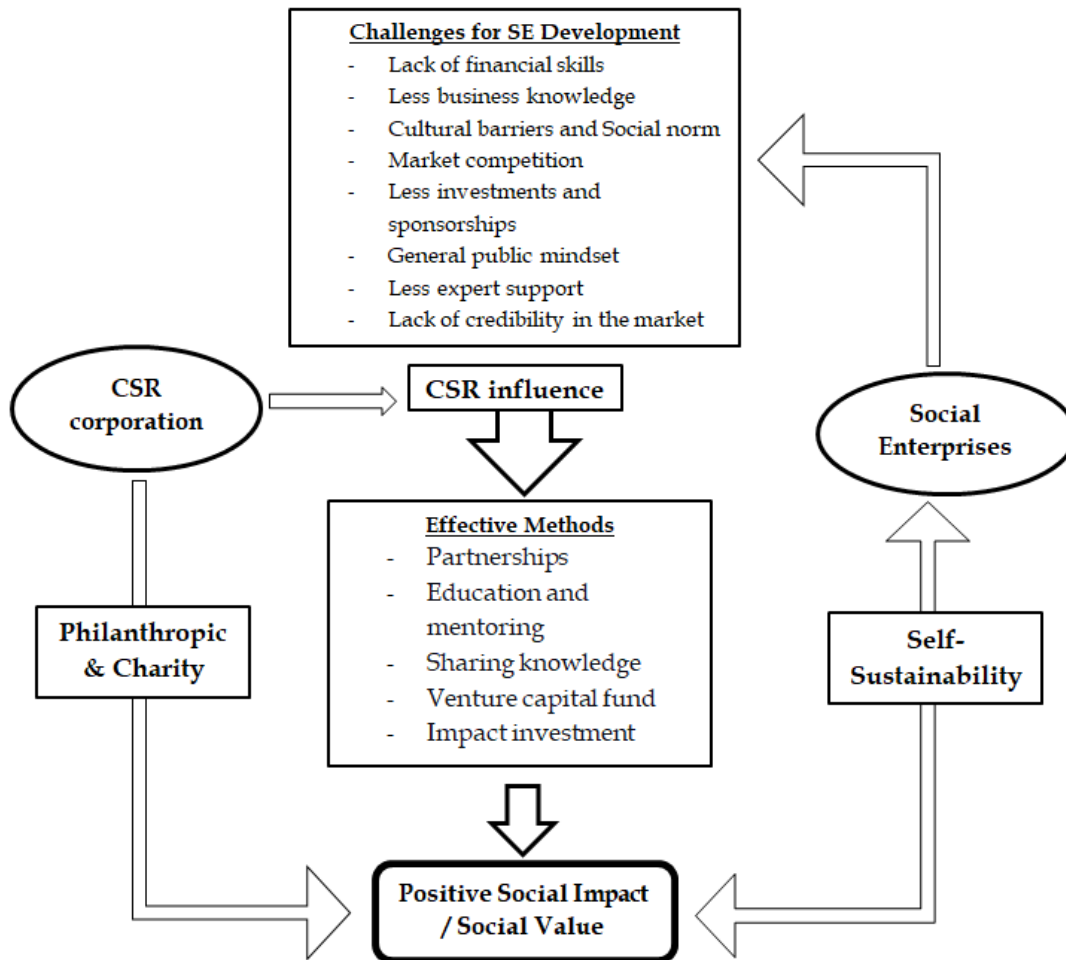 Challenges for SE Development
- Lack of financial skills
- Less business knowledge
- Cultural barriers and Social norm
- Market competition
- Less investments and
sponsorships
- General public mindset
- Less expert support
- Lack of credibility in the market
CSR
corporation
CSR influence
Social
Enterprises
Effective Methods
- Partnerships
- Education and
mentoring
- Sharing knowledge
- Venture capital fund
- Impact investment
Philanthropic
& Charity
Self-
Sustainability
Positive Social Impact
/ Social Value